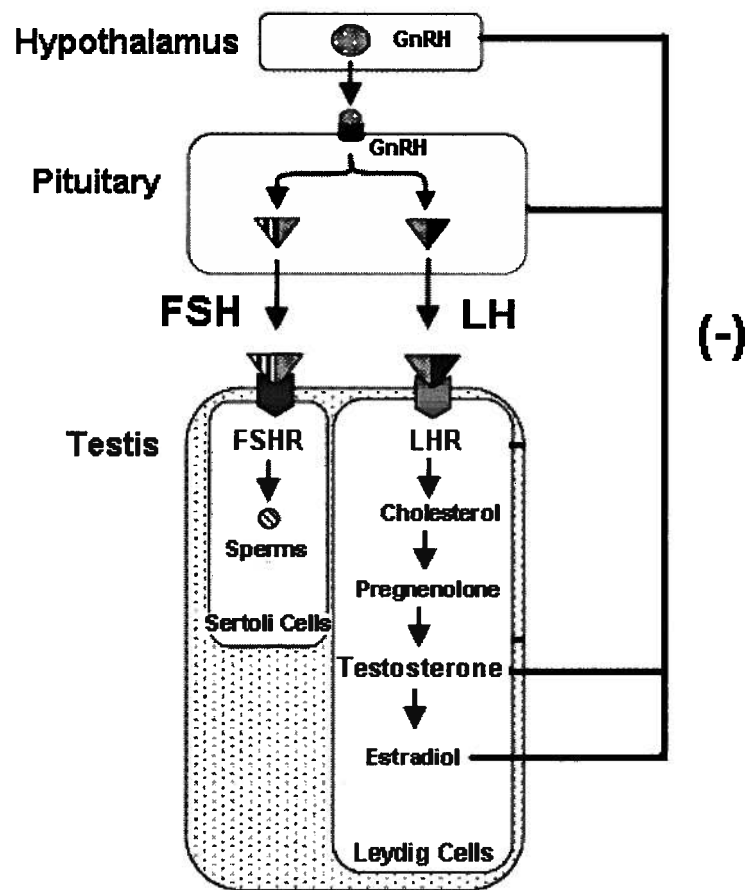 Hypothalamus
GnRH
GnRH
Pituitary
FSH
LH
(-)
Testis
FSHR
LHR
Sperms
Cholesterol
Pregnenolone
Sertoli Cells
Testosterone
Estradiol
Leydig Cells